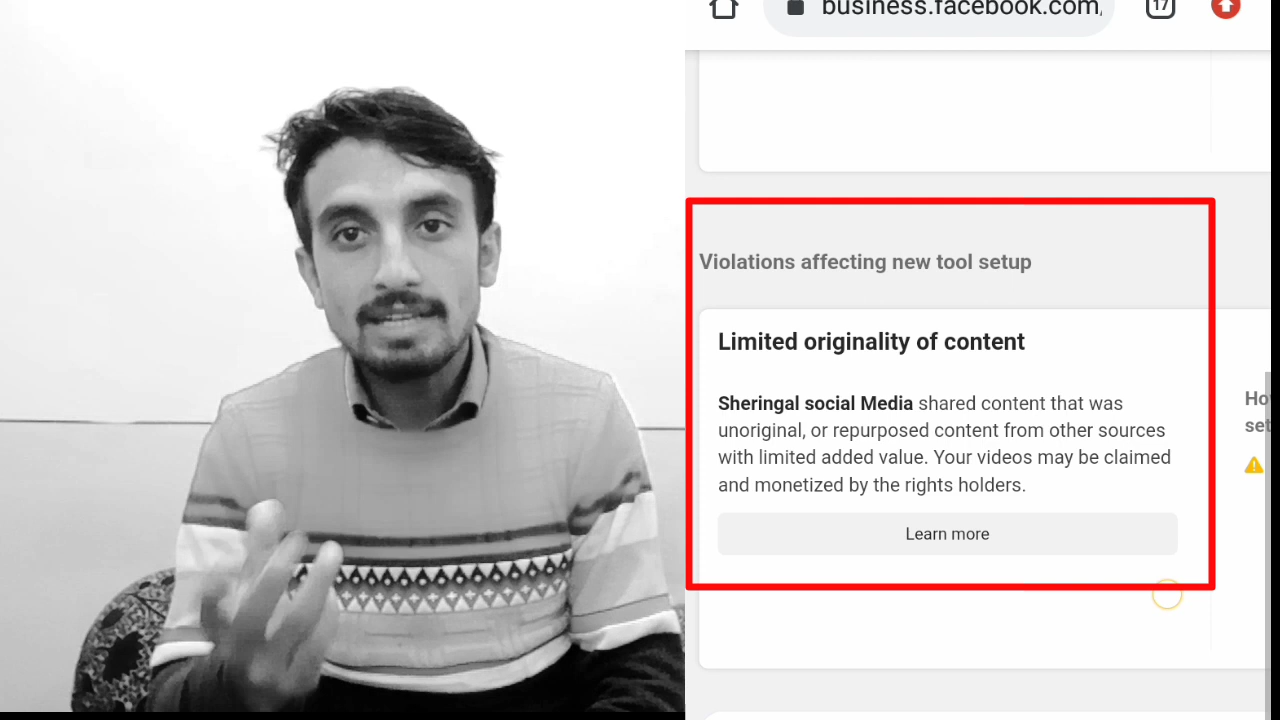 business.facebook.com/
17
Violations affecting new tool setup
Limited originality of content
Sheringal social Media shared content that was
unoriginal, or repurposed content from other sources
with limited added value. Your videos may be claimed
and monetized by the rights holders.
Learn more
Ho
set